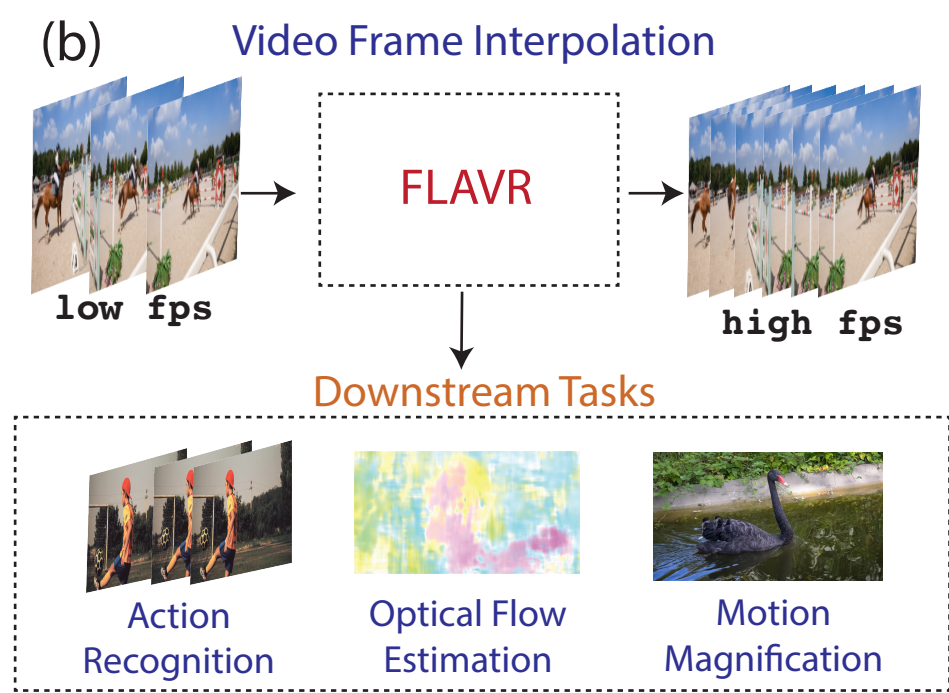 (b) Video Frame Interpolation
FLAVR
low fps
high fps
Downstream Tasks
Action
Recognition
Optical Flow
Estimation
Motion
Magnification